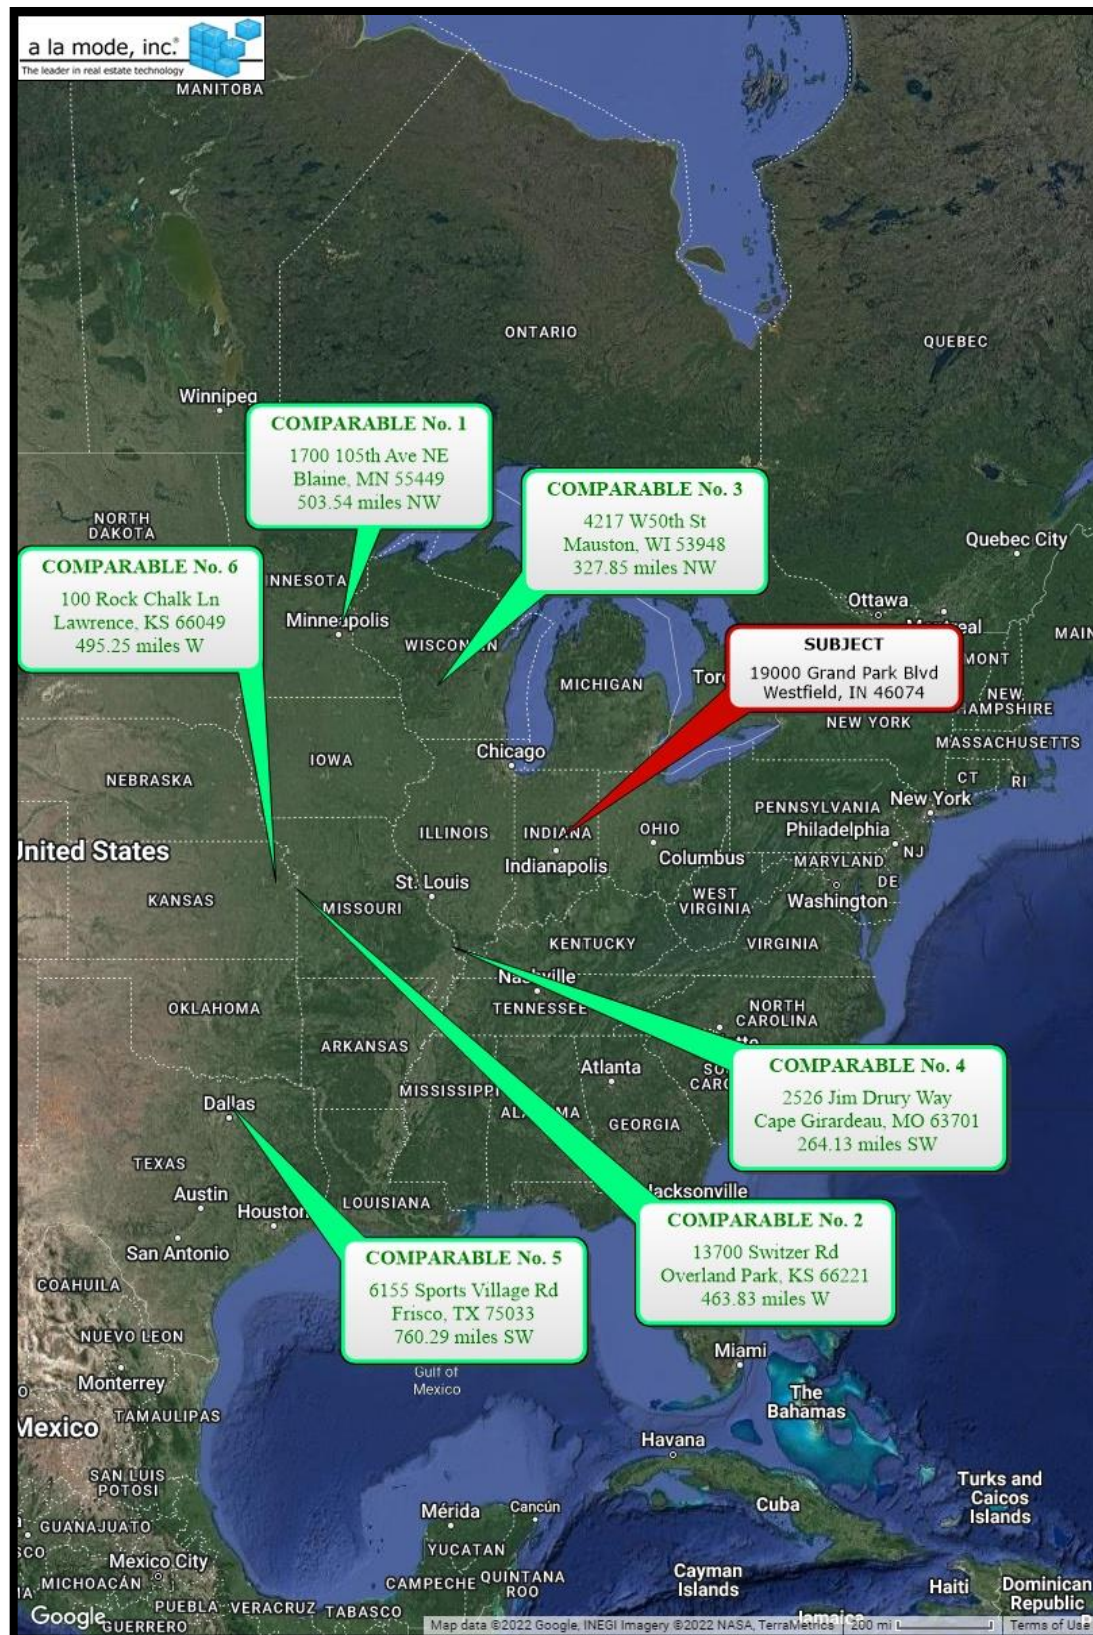 a la mode, inc.®
The leader in real estate technology
MANITOBA
ONTARIO
QUEBEC
Winnipeg
COMPARABLE No. 1
1700 105th Ave NE
Blaine, MN 55449
503.54 miles NW
COMPARABLE No. 3
4217 W50th St
Mauston, WI 53948
327.85 miles NW
NORTH
DAKOTA
Quebec City
COMPARABLE No. 6
100 Rock Chalk Ln
Lawrence, KS 66049
495.25 miles W
Minneapolis
Ottawa
SUBJECT
19000 Grand Park Blvd
Westfield, IN 46074
MICHIGAN
NEW
HAMPSHIRE
NEW YORK
MASSACHUSETTS
Chicago
IOWA
NEBRASKA
CT
RI
PENNSYLVANIA
New York
ILLINOIS
INDIANA
OHIO
Philadelphia
United States
Indianapolis
Columbus
MARYLAND
NJ
St. Louis
DE
KANSAS
MISSOURI
WEST
VIRGINIA
Washington
KENTUCKY
VIRGINIA
Nashville
TENNESSEE
OKLAHOMA
NORTH
CAROLINA
ARKANSAS
Atlanta
MISSISSIPPI
COMPARABLE No. 4
2526 Jim Drury Way
Cape Girardeau, MO 63701
264.13 miles SW
Dallas
GEORGIA
TEXAS
Austin
LOUISIANA
Jacksonville
Houston
San Antonio
COMPARABLE No. 2
13700 Switzer Rd
Overland Park, KS 66221
463.83 miles W
COMPARABLE No. 5
6155 Sports Village Rd
Frisco, TX 75033
760.29 miles SW
COAHUILA
NUEVO LEON
Miami
Monterrey
Gulf of
Mexico
The
Bahamas
Mexico
TAMAULIPAS
Havana
SAN LUIS
POTOSI
Turks and
Caicos
Islands
Mérida
Cancún
Cuba
GUANAJUATO
YUCATAN
Mexico City
MICHOACÁN
CAMPECHE
QUINTANA
ROO
Cayman
Islands
Haiti
Dominican
Republic
PUEBLA
VERACRUZ
TABASCO
Google
GUERRERO
Map data ©2022 Google, INEGI Imagery ©2022 NASA, TerraMetrics
200 mi
Terms of Use